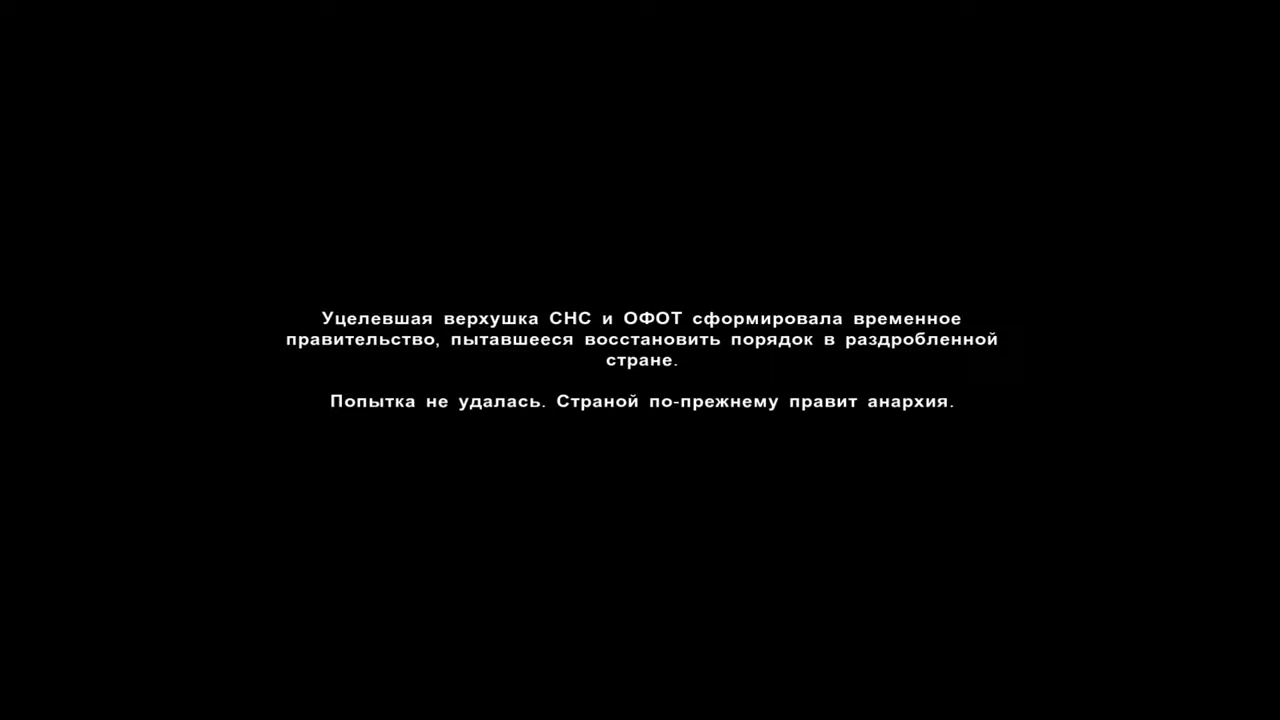 Уцелевшая верхушка СНС и ОФОТ сформировала временное
правительство, пытавшееся восстановить порядок в раздробленной
стране.
Попытка не удалась. Страной по-прежнему правит анархия.